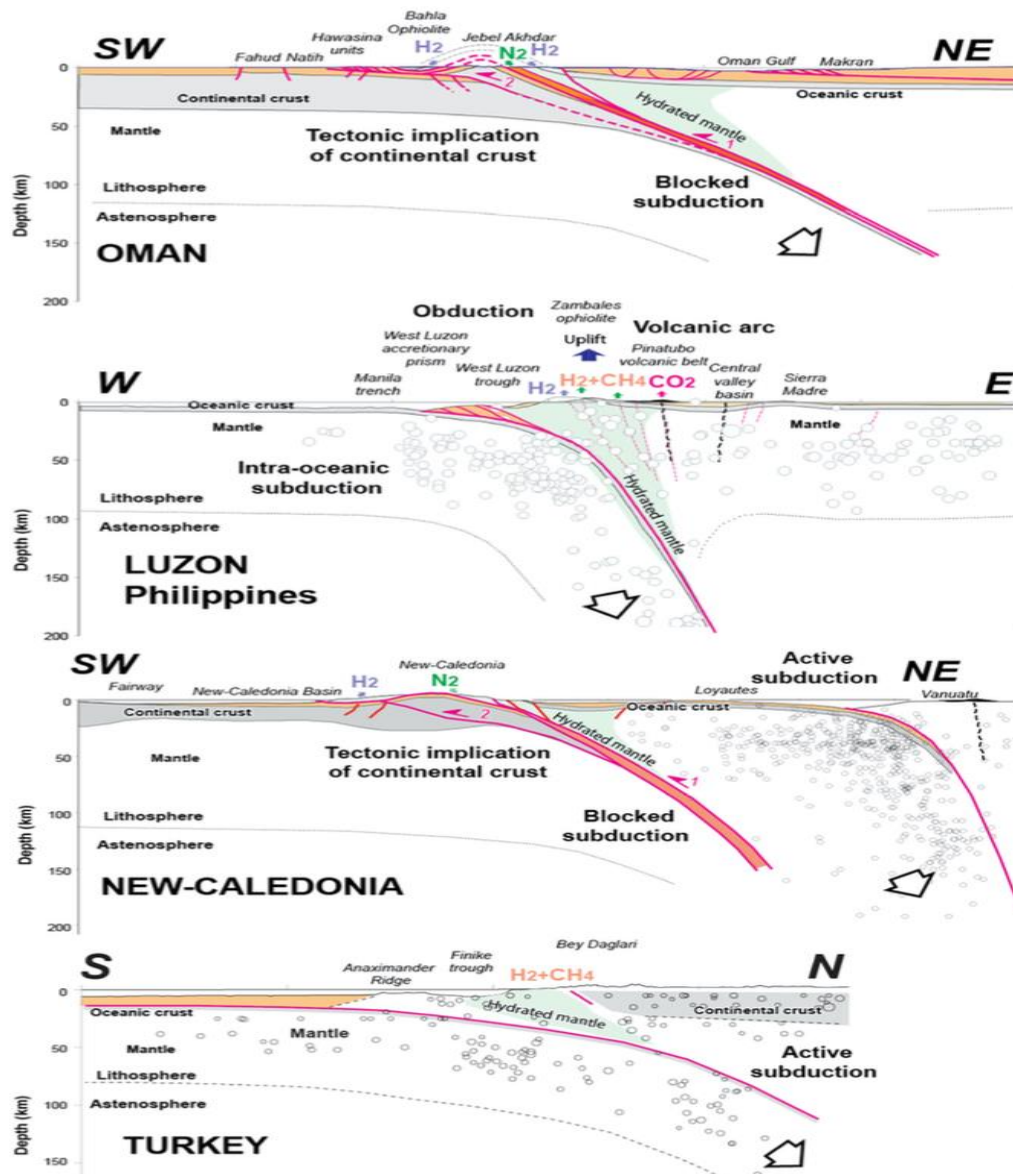 SW
Hawasina
units
Bahla
Ophiolite
Jebel Akhdar
NE
Fahud Natih
H2
N2
H2
Oman Gulf
Makran
0
Continental crust
2
Hydrated mantle
Oceanic crust
50
Mantle
Tectonic implication
of continental crust
1
100
Lithosphere
Blocked
subduction
Astenosphere
150
OMAN
200
Depth (km)
Obduction
Zambales
ophiolite
Volcanic arc
Uplift
West Luzon
accretionary
prism
West Luzon
trough
Pinatubo
volcanic belt
W
Manila
trench
H2
H2+CH4
CO2
Central
valley
basin
Sierra
Madre
E
0
Oceanic crust
Mantle
Mantle
50
Intra-oceanic
subduction
Hydrated mantle
Lithosphere
100
Astenosphere
150
LUZON
Philippines
200
Depth (km)
SW
New-Caledonia
Active
subduction
NE
Fairway
New-Caledonia Basin
H2
N2
Loyautes
Vanuatu
0
Continental crust
2
Hydrated mantle
Oceanic crust
50
Mantle
Tectonic implication
of continental crust
1
100
Lithosphere
Blocked
subduction
Astenosphere
150
NEW-CALEDONIA
200
Depth (km)
S
Anaximander
Ridge
Finike
trough
Bey Daglari
N
H2+CH4
0
Oceanic crust
Hydrated mantle
Continental crust
Mantle
50
Mantle
Active
subduction
Lithosphere
100
Astenosphere
150
TURKEY
Depth (km)